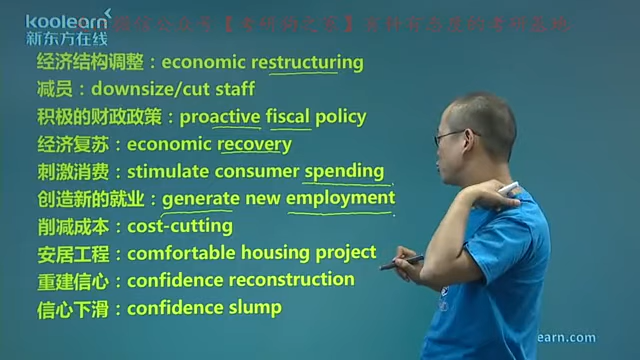 koolearn
新东方在线
经济结构调整：economic restructuring
减员：downsize/cut staff
积极的财政政策：proactive fiscal policy
经济复苏：economic recovery
刺激消费：stimulate consumer spending
创造新的就业：generate new employment
削减成本：cost-cutting
安居工程：comfortable housing project
重建信心：confidence reconstruction
信心下滑：confidence slump
earn.com